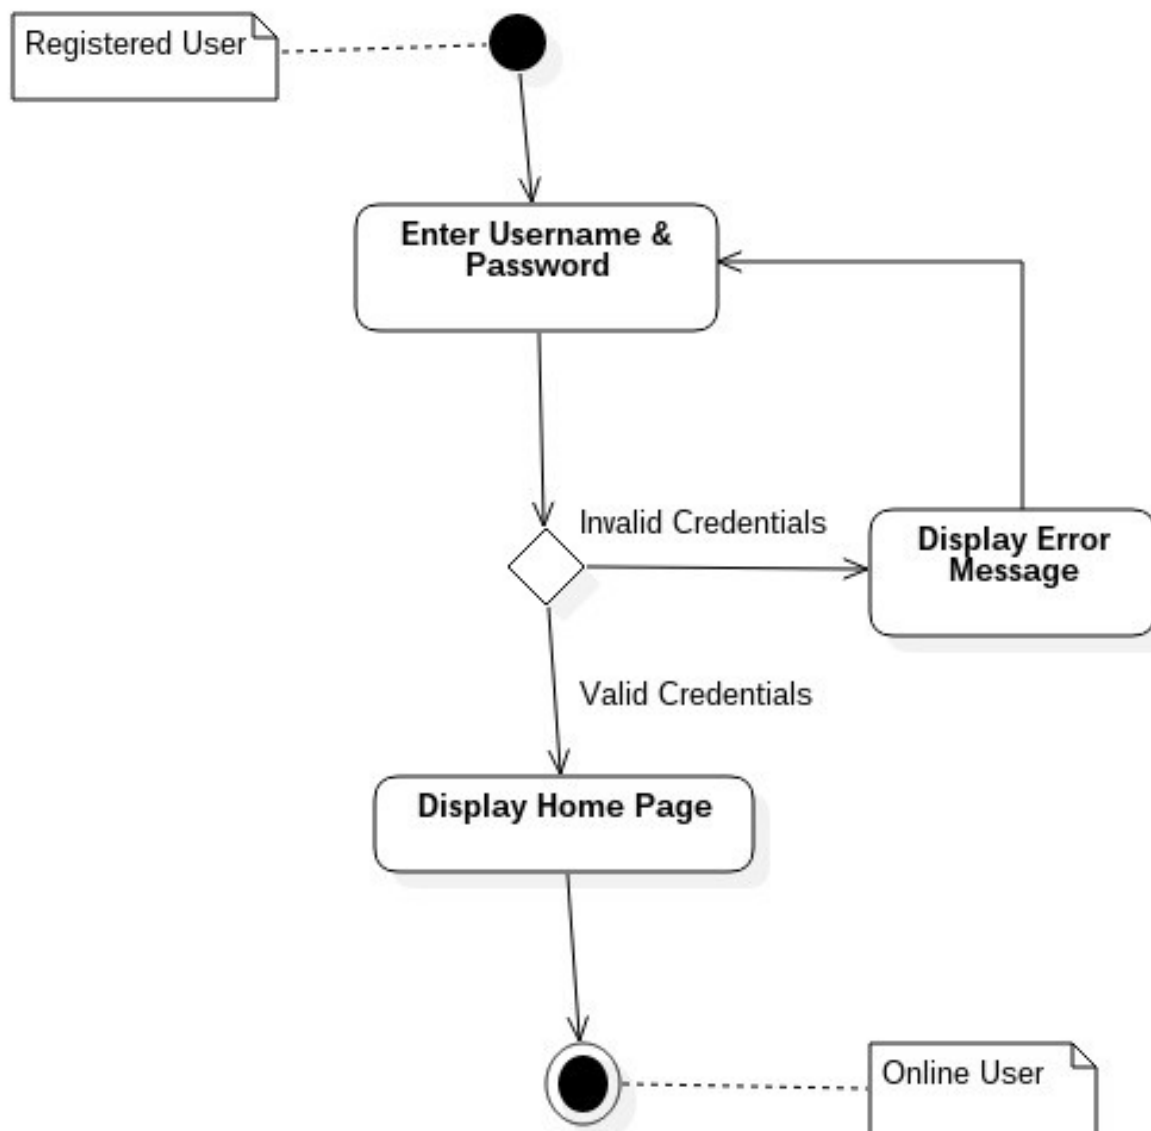 Registered User
Enter Username &
Password
Invalid Credentials
Display Error
Message
Valid Credentials
Display Home Page
Online User